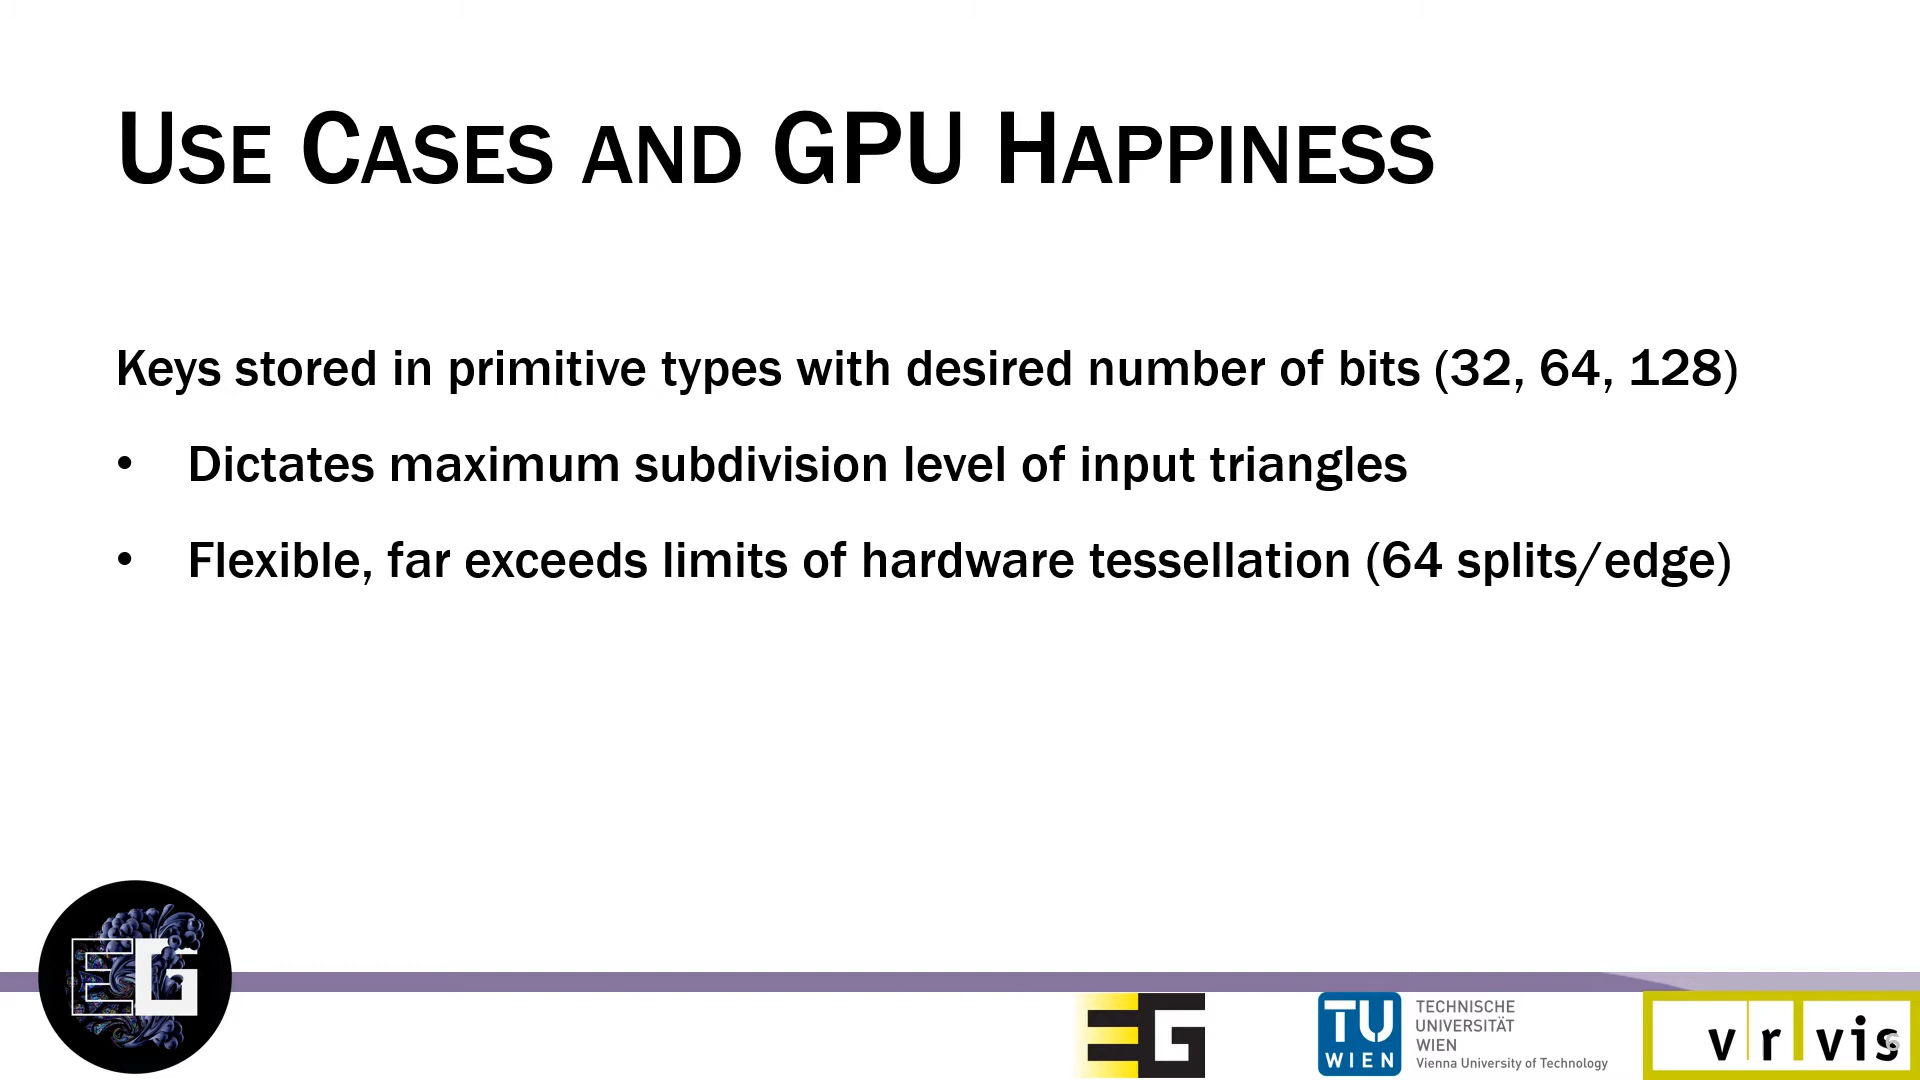 USE CASES AND GPU HAPPINESS
Keys stored in primitive types with desired number of bits (32, 64, 128)
• Dictates maximum subdivision level of input triangles
• Flexible, far exceeds limits of hardware tessellation (64 splits/edge)
EG
EG
TU
WIEN
TECHNISCHE
UNIVERSITÄT
WIEN
Vienna University of Technology
vrvis
6